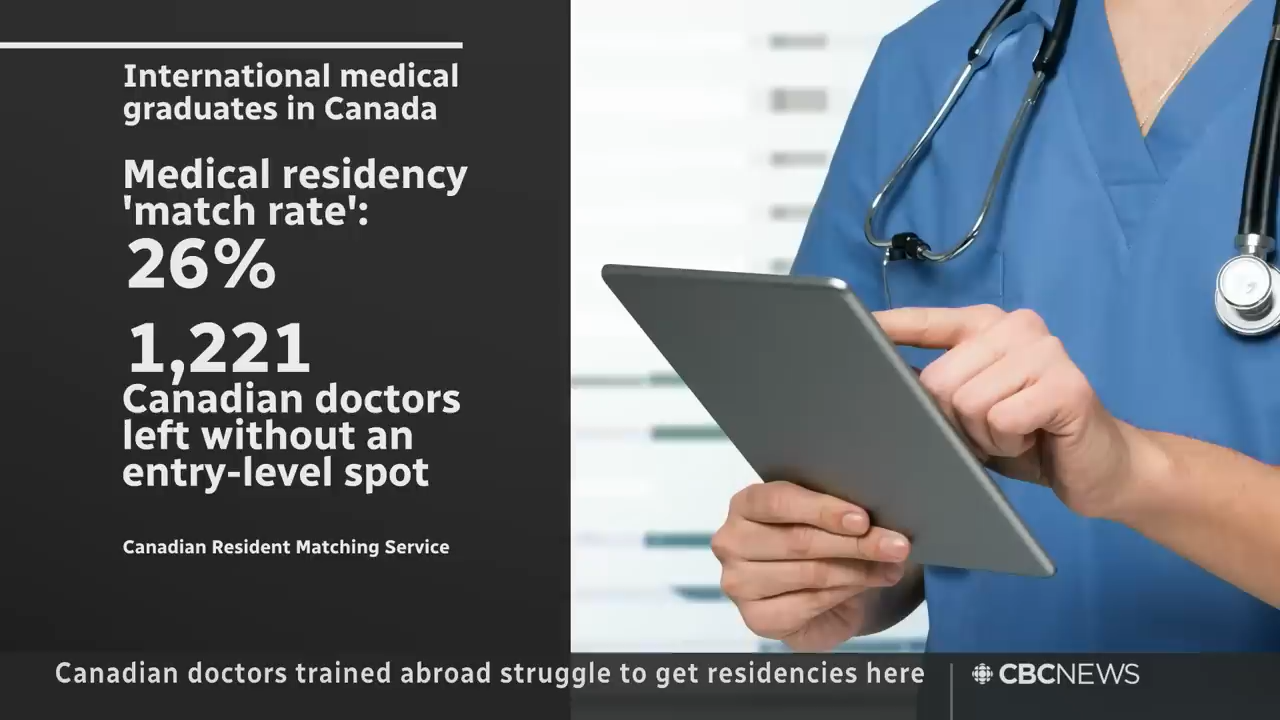 International medical
graduates in Canada
Medical residency
'match rate':
26%
1,221
Canadian doctors
left without an
entry-level spot
Canadian Resident Matching Service
Canadian doctors trained abroad struggle to get residencies here
CBCNEWS